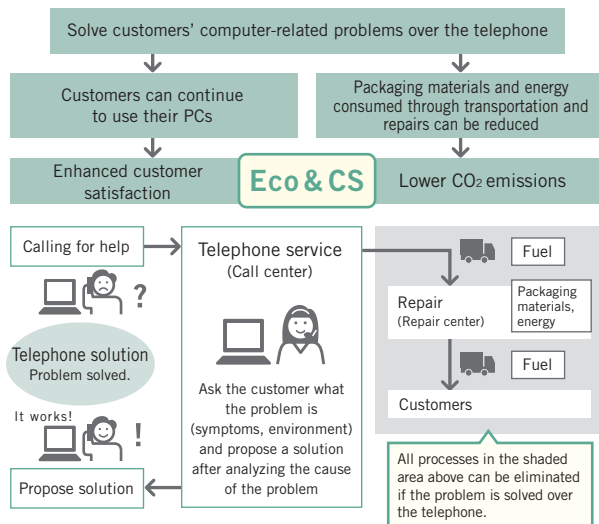 Solve customers’ computer-related problems over the telephone
Customers can continue
to use their PCs
Packaging materials and energy
consumed through transportation and
repairs can be reduced
Enhanced customer
satisfaction
Eco & CS
Lower CO2 emissions
Calling for help
?
Telephone solution
Problem solved.
It works!
!
Propose solution
Telephone service
(Call center)
Ask the customer what
the problem is
(symptoms, environment)
and propose a solution
after analyzing the cause
of the problem
Fuel
Repair
(Repair center)
Packaging
materials,
energy
Fuel
Customers
All processes in the shaded
area above can be eliminated
if the problem is solved over
the telephone.